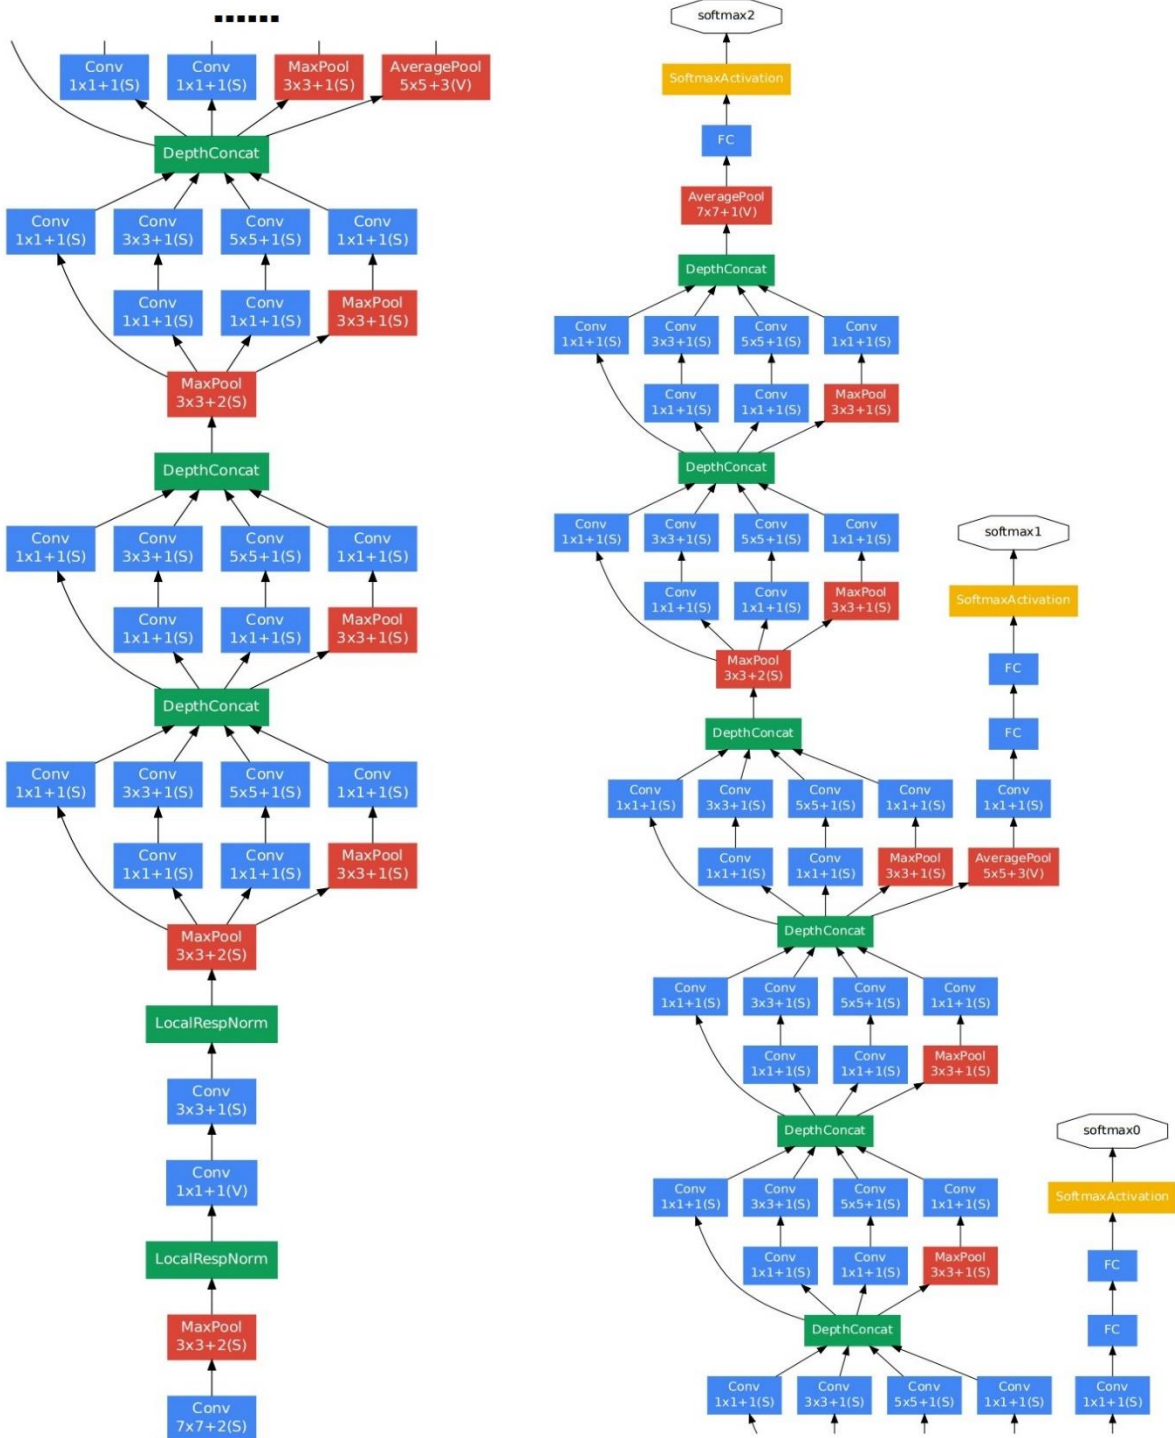 Conv
1x1+1(S)
Conv
1x1+1(S)
MaxPool
3x3+1(S)
AveragePool
5x5+3(V)
DepthConcat
Conv
1x1+1(S)
Conv
3x3+1(S)
Conv
5x5+1(S)
Conv
1x1+1(S)
Conv
1x1+1(S)
Conv
1x1+1(S)
MaxPool
3x3+1(S)
MaxPool
3x3+2(S)
DepthConcat
Conv
1x1+1(S)
Conv
3x3+1(S)
Conv
5x5+1(S)
Conv
1x1+1(S)
Conv
1x1+1(S)
Conv
1x1+1(S)
MaxPool
3x3+1(S)
DepthConcat
Conv
1x1+1(S)
Conv
3x3+1(S)
Conv
5x5+1(S)
Conv
1x1+1(S)
Conv
1x1+1(S)
Conv
1x1+1(S)
MaxPool
3x3+1(S)
MaxPool
3x3+2(S)
LocalRespNorm
Conv
3x3+1(S)
Conv
1x1+1(V)
LocalRespNorm
MaxPool
3x3+2(S)
Conv
7x7+2(S)
softmax2
SoftmaxActivation
FC
AveragePool
7x7+1(V)
DepthConcat
Conv
1x1+1(S)
Conv
3x3+1(S)
Conv
5x5+1(S)
Conv
1x1+1(S)
Conv
1x1+1(S)
Conv
1x1+1(S)
MaxPool
3x3+1(S)
DepthConcat
Conv
1x1+1(S)
Conv
3x3+1(S)
Conv
5x5+1(S)
Conv
1x1+1(S)
Conv
1x1+1(S)
Conv
1x1+1(S)
MaxPool
3x3+1(S)
MaxPool
3x3+2(S)
DepthConcat
softmax1
SoftmaxActivation
FC
FC
Conv
1x1+1(S)
Conv
3x3+1(S)
Conv
5x5+1(S)
Conv
1x1+1(S)
Conv
1x1+1(S)
Conv
1x1+1(S)
Conv
1x1+1(S)
MaxPool
3x3+1(S)
AveragePool
5x5+3(V)
DepthConcat
Conv
1x1+1(S)
Conv
3x3+1(S)
Conv
5x5+1(S)
Conv
1x1+1(S)
Conv
1x1+1(S)
Conv
1x1+1(S)
MaxPool
3x3+1(S)
DepthConcat
Conv
1x1+1(S)
Conv
3x3+1(S)
Conv
5x5+1(S)
Conv
1x1+1(S)
Conv
1x1+1(S)
Conv
1x1+1(S)
MaxPool
3x3+1(S)
DepthConcat
softmax0
SoftmaxActivation
FC
FC
Conv
1x1+1(S)
Conv
3x3+1(S)
Conv
5x5+1(S)
Conv
1x1+1(S)
Conv
1x1+1(S)